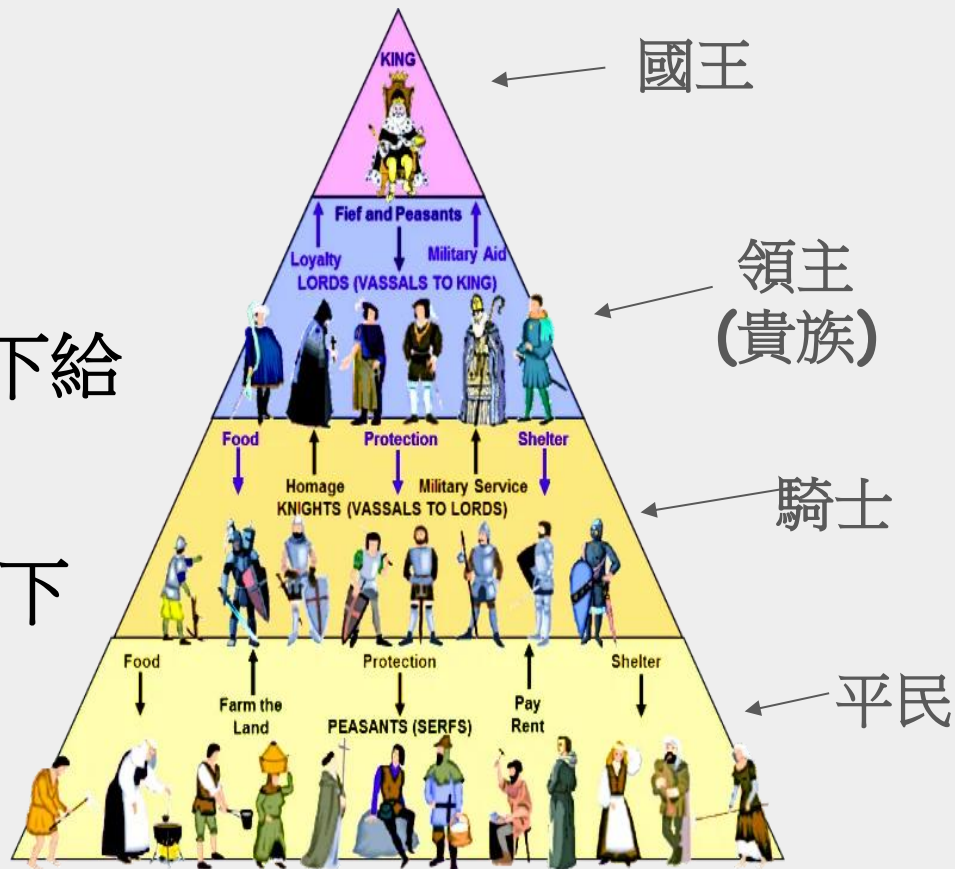 KING
國王
Fief and Peasants
Loyalty
Military Aid
LORDS (VASSALS TO KING)
領主
(貴族)
下給
Food
Protection
Shelter
Homage
Military Service
KNIGHTS (VASSALS TO LORDS)
騎士
下
Food
Protection
Shelter
Farm the
Land
Pay
Rent
PEASANTS (SERFS)
平民